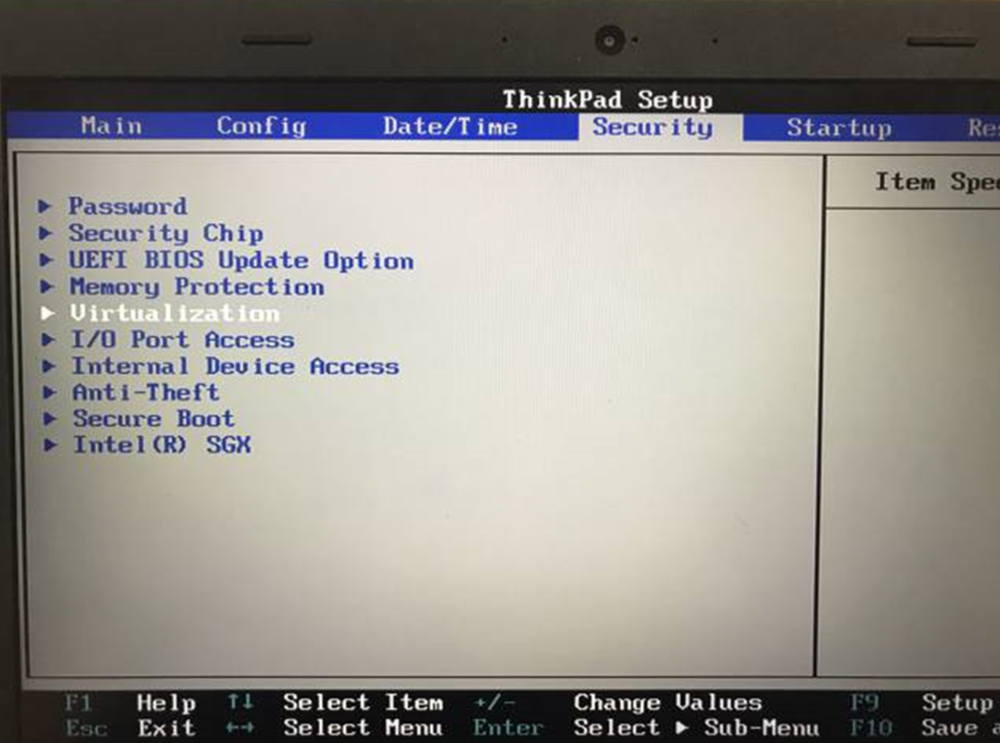 ThinkPad Setup
Main Config Date/Time Security Startup
Item
▶ Password
▶ Security Chip
▶ UEFI BIOS Update Option
▶ Memory Protection
▶ Virtualization
▶ I/O Port Access
▶ Internal Device Access
▶ Anti-Theft
▶ Secure Boot
▶ Intel(R) SGX
F1 Help ↑↓ Select Item +/- Change Values F9 Setup
Esc Exit ←→ Select Menu Enter Select ▶ Sub-Menu F10 Save